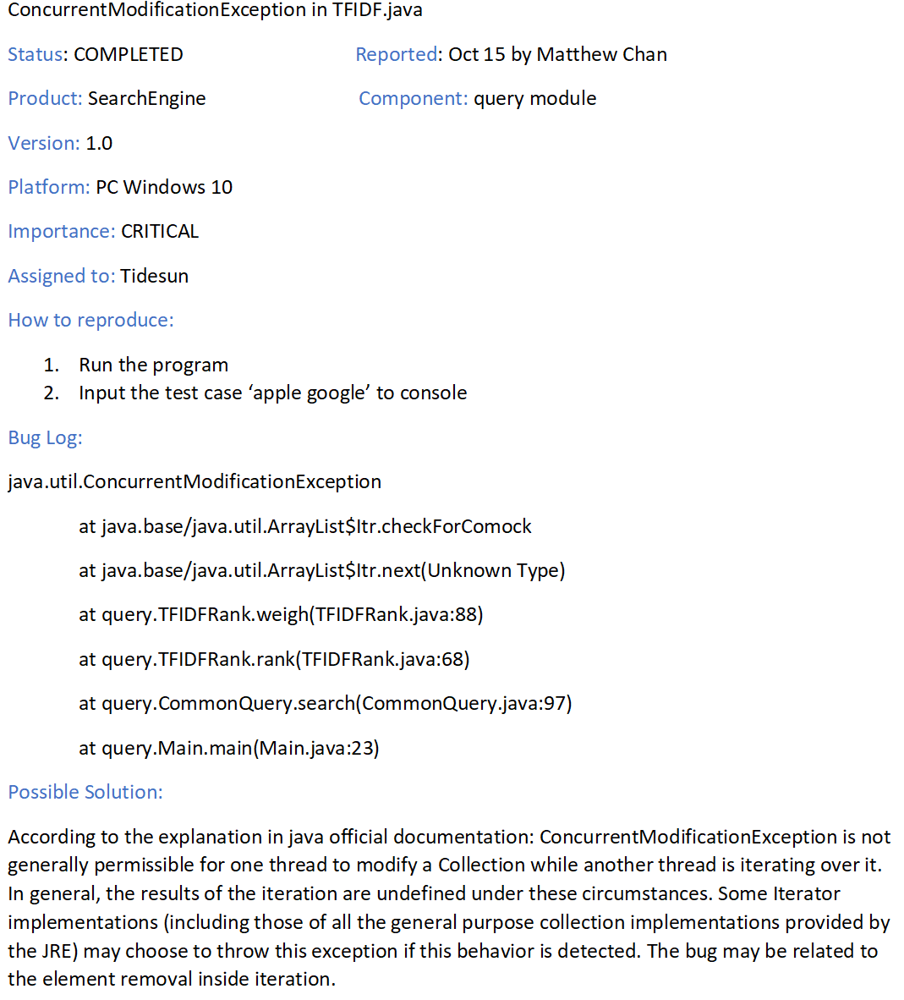 ConcurrentModificationException in TFIDF.java
Status: COMPLETED Reported: Oct 15 by Matthew Chan
Product: SearchEngine Component: query module
Version: 1.0
Platform: PC Windows 10
Importance: CRITICAL
Assigned to: Tidesun
How to reproduce:
1. Run the program
2. Input the test case ‘apple google’ to console
Bug Log:
java.util.ConcurrentModificationException
at java.base/java.util.ArrayList$Itr.checkForComock
at java.base/java.util.ArrayList$Itr.next(Unknown Type)
at query.TFIDFRank.weigh(TFIDFRank.java:88)
at query.TFIDFRank.rank(TFIDFRank.java:68)
at query.CommonQuery.search(CommonQuery.java:97)
at query.Main.main(Main.java:23)
Possible Solution:
According to the explanation in java official documentation: ConcurrentModificationException is not
generally permissible for one thread to modify a Collection while another thread is iterating over it.
In general, the results of the iteration are undefined under these circumstances. Some Iterator
implementations (including those of all the general purpose collection implementations provided by
the JRE) may choose to throw this exception if this behavior is detected. The bug may be related to
the element removal inside iteration.